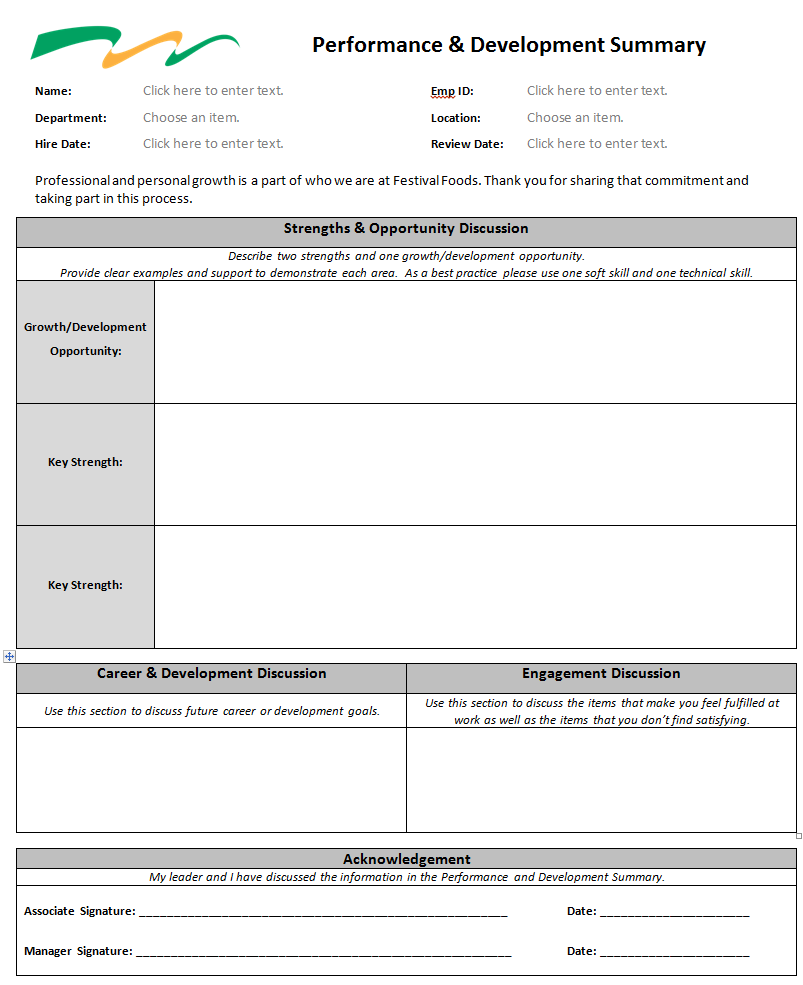 Performance & Development Summary
Name: Click here to enter text. Emp ID: Click here to enter text.
Department: Choose an item. Location: Choose an item.
Hire Date: Click here to enter text. Review Date: Click here to enter text.
Professional and personal growth is a part of who we are at Festival Foods. Thank you for sharing that commitment and
taking part in this process.
Strengths & Opportunity Discussion
Describe two strengths and one growth/development opportunity.
Provide clear examples and support to demonstrate each area. As a best practice please use one soft skill and one technical skill.
Growth/Development
Opportunity:
Key Strength:
Key Strength:
Career & Development Discussion
Use this section to discuss future career or development goals.
Engagement Discussion
Use this section to discuss the items that make you feel fulfilled at
work as well as the items that you don't find satisfying.
Acknowledgement
My leader and I have discussed the information in the Performance and Development Summary.
Associate Signature: ______________________________________________________ Date: ______________________
Manager Signature: _______________________________________________________ Date: ______________________